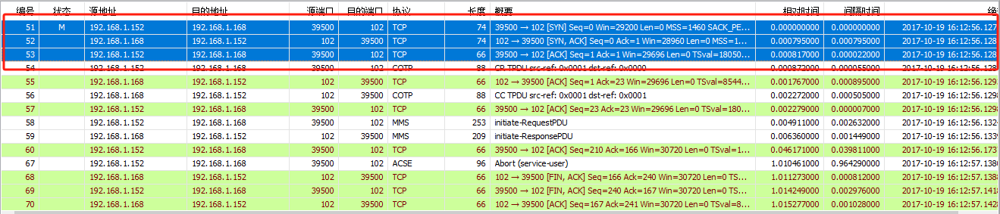 编号 状态 源地址 目的地址 源端口 目的端口 协议 长度 概要 相对时间 间隔时间
51 M 192.168.1.152 192.168.1.168 39500 102 TCP 74 39500 → 102 [SYN] Seq=0 Win=29200 Len=0 MSS=1460 SACK_PE... 0.000000000 0.000000000 2017-10-19 16:12:56.127
52 192.168.1.168 192.168.1.152 102 39500 TCP 74 102 → 39500 [SYN, ACK] Seq=0 Ack=1 Win=28960 Len=0 MSS=1... 0.000795000 0.000795000 2017-10-19 16:12:56.128
53 192.168.1.152 192.168.1.168 39500 102 TCP 66 39500 → 102 [ACK] Seq=1 Ack=1 Win=29696 Len=0 TSval=18050... 0.000817000 0.000022000 2017-10-19 16:12:56.128
54 192.168.1.152 192.168.1.168 39500 102 COTP 88 CR TPDU src-ref: 0x0001 dst-ref: 0x0000 0.000872000 0.000055000 2017-10-19 16:12:56.128
55 192.168.1.168 192.168.1.152 102 39500 TCP 66 102 → 39500 [ACK] Seq=1 Ack=23 Win=29696 Len=0 TSval=8544... 0.001767000 0.000895000 2017-10-19 16:12:56.129
56 192.168.1.168 192.168.1.152 102 39500 COTP 88 CC TPDU src-ref: 0x0001 dst-ref: 0x0001 0.002272000 0.000505000 2017-10-19 16:12:56.1298
57 192.168.1.152 192.168.1.168 39500 102 TCP 66 39500 → 102 [ACK] Seq=23 Ack=23 Win=29696 Len=0 TSval=180... 0.002279000 0.000007000 2017-10-19 16:12:56.1298
58 192.168.1.152 192.168.1.168 39500 102 MMS 253 initiate-RequestPDU 0.004911000 0.002632000 2017-10-19 16:12:56.1324
59 192.168.1.168 192.168.1.152 102 39500 MMS 209 initiate-ResponsePDU 0.006360000 0.001449000 2017-10-19 16:12:56.1339
60 192.168.1.152 192.168.1.168 39500 102 TCP 66 39500 → 102 [ACK] Seq=210 Ack=166 Win=30720 Len=0 TSval=1... 0.046171000 0.039811000 2017-10-19 16:12:56.173
67 192.168.1.152 192.168.1.168 39500 102 ACSE 96 Abort (service-user) 1.010461000 0.964290000 2017-10-19 16:12:57.1380
68 192.168.1.168 192.168.1.152 102 39500 TCP 66 102 → 39500 [FIN, ACK] Seq=166 Ack=240 Win=30720 Len=0 TS... 1.011273000 0.000812000 2017-10-19 16:12:57.1388
69 192.168.1.152 192.168.1.168 39500 102 TCP 66 39500 → 102 [FIN, ACK] Seq=240 Ack=167 Win=30720 Len=0 TS... 1.014249000 0.002976000 2017-10-19 16:12:57.1418
70 192.168.1.168 192.168.1.152 102 39500 TCP 66 102 → 39500 [ACK] Seq=167 Ack=241 Win=30720 Len=0 TSval=8... 1.015277000 0.001028000 2017-10-19 16:12:57.1428